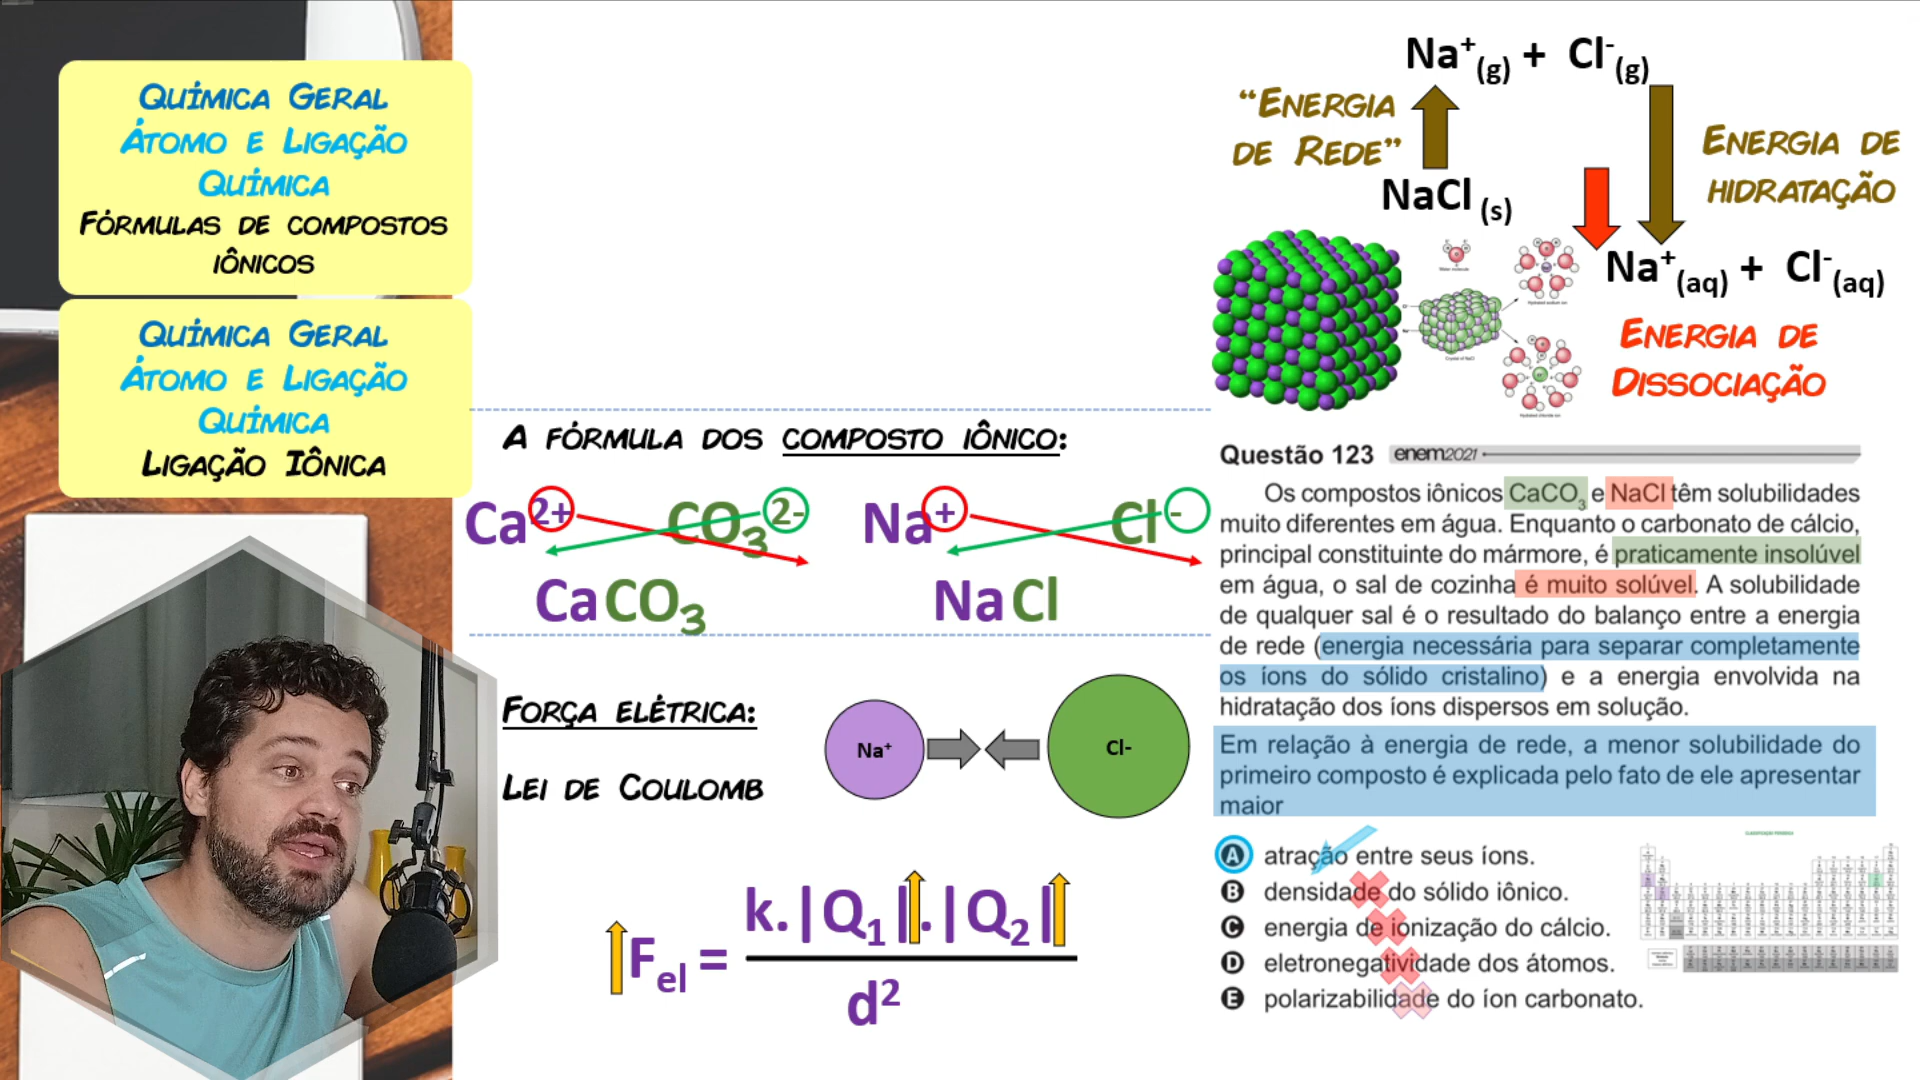 Química Geral
Átomo e Ligação
Química
Fórmulas de compostos
iônicos
Química Geral
Átomo e Ligação
Química
Ligação Iônica
A fórmula dos composto iônico:
Ca2+ CO3 2- Na+ Cl-
CaCO3 NaCl
Força elétrica:
Lei de Coulomb
Na+ Cl-
Fel = k.|Q1|.|Q2|
d2
Na+(g) + Cl-(g)
“Energia
de Rede”
Energia de
hidratação
NaCl (s)
Na+(aq) + Cl-(aq)
Energia de
Dissociação
Questão 123 enem2021
Os compostos iônicos CaCO3 e NaCl têm solubilidades
muito diferentes em água. Enquanto o carbonato de cálcio,
principal constituinte do mármore, é praticamente insolúvel
em água, o sal de cozinha é muito solúvel. A solubilidade
de qualquer sal é o resultado do balanço entre a energia
de rede (energia necessária para separar completamente
os íons do sólido cristalino) e a energia envolvida na
hidratação dos íons dispersos em solução.
Em relação à energia de rede, a menor solubilidade do
primeiro composto é explicada pelo fato de ele apresentar
maior
A atração entre seus íons.
B densidade do sólido iônico.
C energia de ionização do cálcio.
D eletronegatividade dos átomos.
E polarizabilidade do íon carbonato.